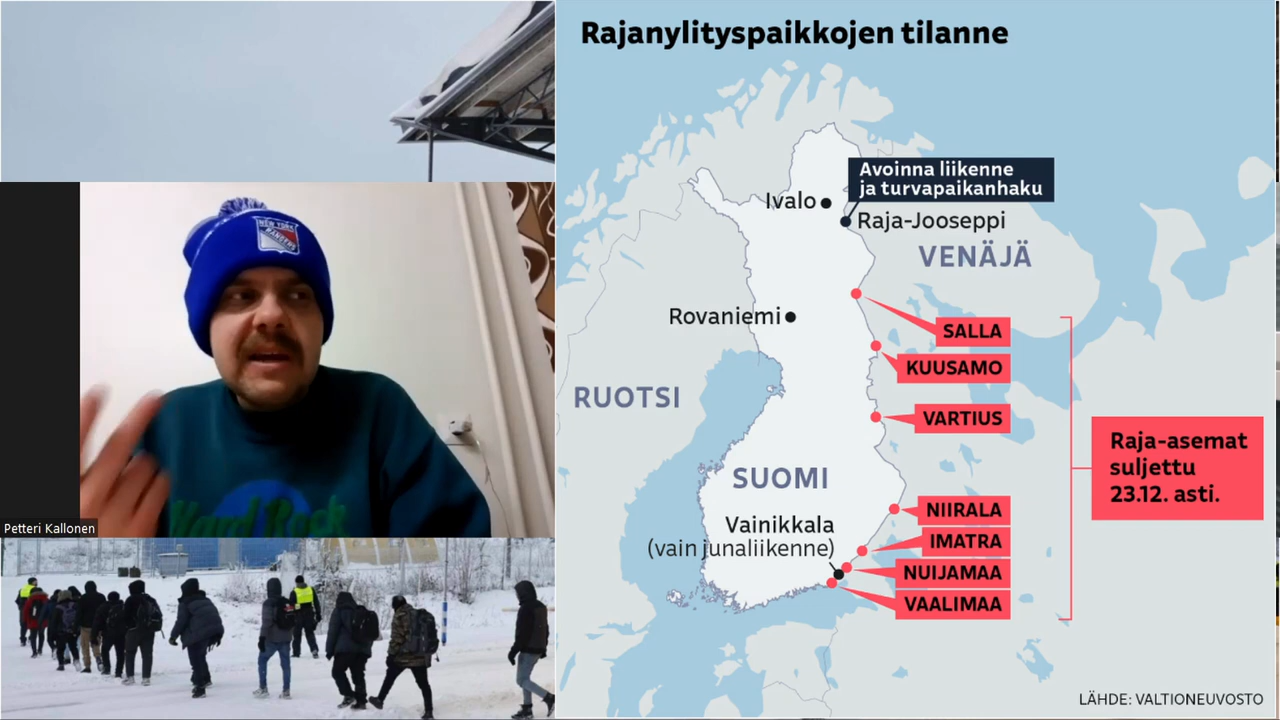 NEW YORK
RANGERS
Hard Rock
Petteri Kallonen
Rajanylityspaikkojen tilanne
Avoinna liikenne
ja turvapaikanhaku
Ivalo
Raja-Jooseppi
VENÄJÄ
Rovaniemi
SALLA
KUUSAMO
RUOTSI
VARTIUS
Raja-asemat
suljettu
23.12. asti.
SUOMI
NIIRALA
Vainikkala
(vain junaliikenne)
IMATRA
NUIJAMAA
VAALIMAA
LÄHDE: VALTIONEUVOSTO